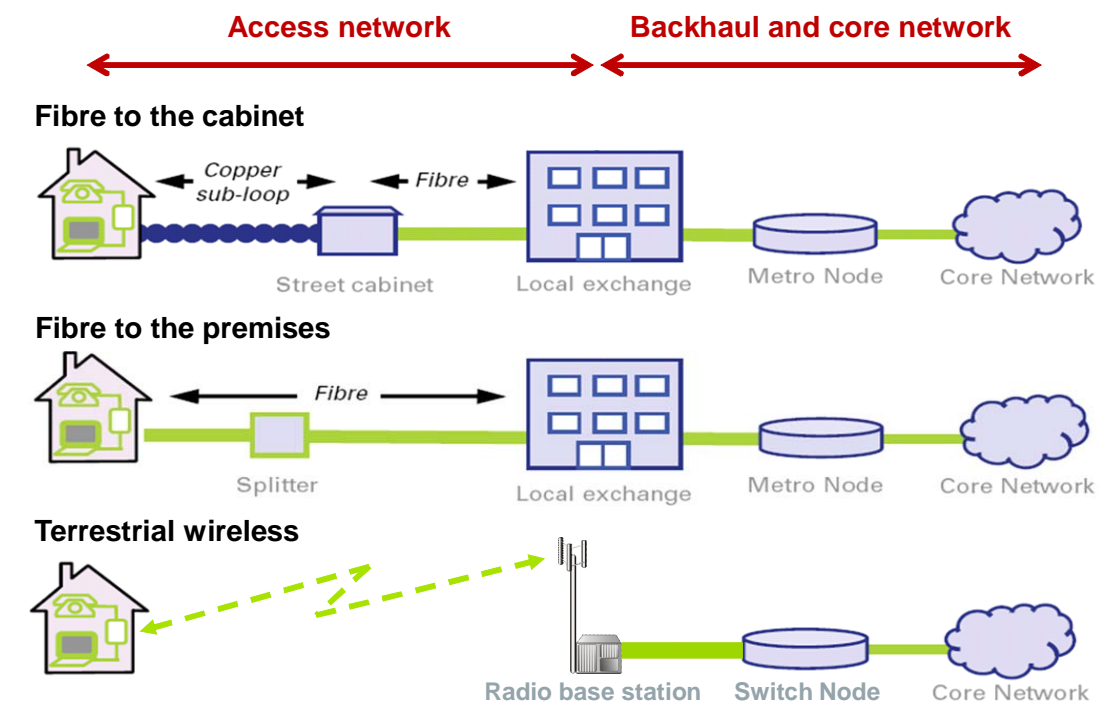 Access network
Backhaul and core network
Fibre to the cabinet
Copper
sub-loop
Fibre
Street cabinet
Local exchange
Metro Node
Core Network
Fibre to the premises
Fibre
Splitter
Local exchange
Metro Node
Core Network
Terrestrial wireless
Radio base station
Switch Node
Core Network